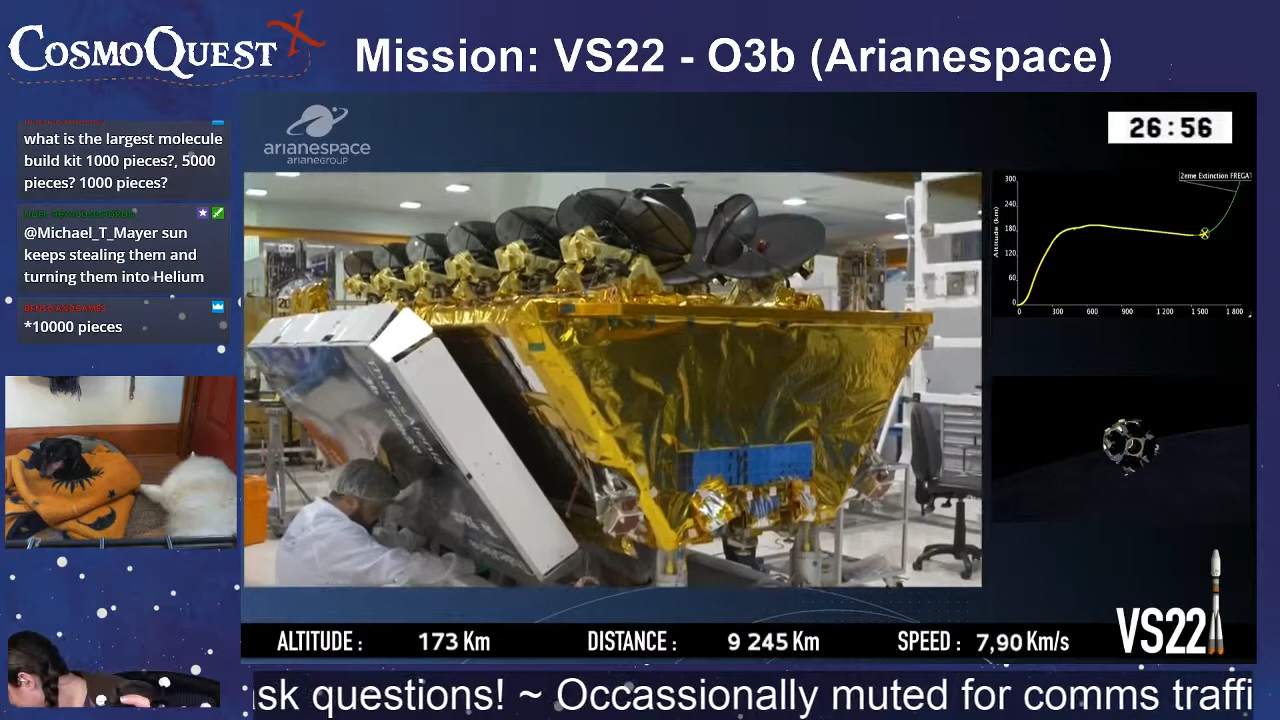 COSMOQUEST X
Mission: VS22 - O3b (Arianespace)
what is the largest molecule
build kit 1000 pieces?, 5000
pieces? 1000 pieces?
@Michael_T_Mayer sun
keeps stealing them and
turning them into Helium
BENSCIANDGAMES
*10000 pieces
arianespace
ARIANEGROUP
26:56
2eme Extinction FREGAT
Altitude (km)
300
240
180
120
60
0
0 300 600 900 1 200 1 500 1 800
VS22
ALTITUDE : 173 Km DISTANCE : 9 245 Km SPEED : 7,90 Km/s
sk questions! ~ Occassionally muted for comms traffi